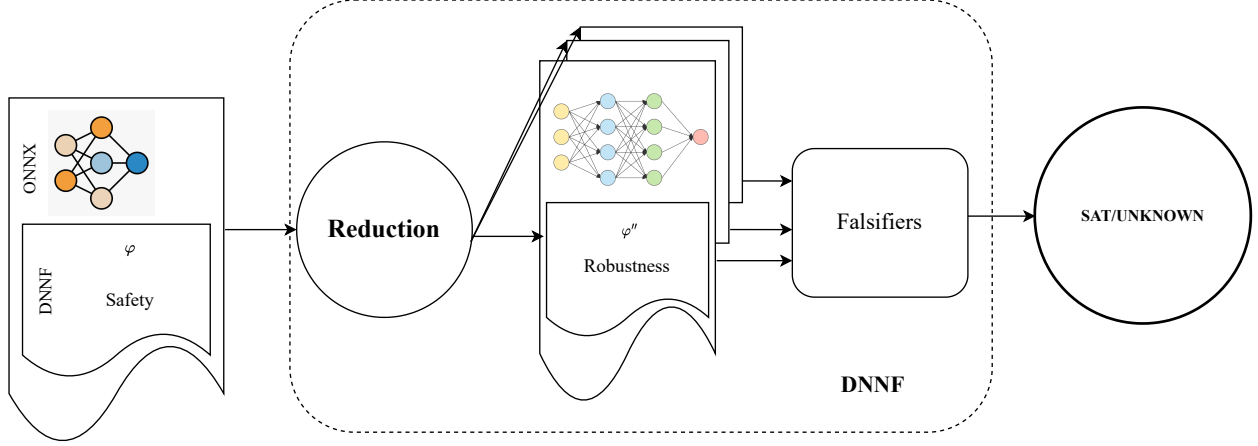 ONNX
φ
DNNF
Safety
Reduction
φ″
Robustness
Falsifiers
DNNF
SAT/UNKNOWN